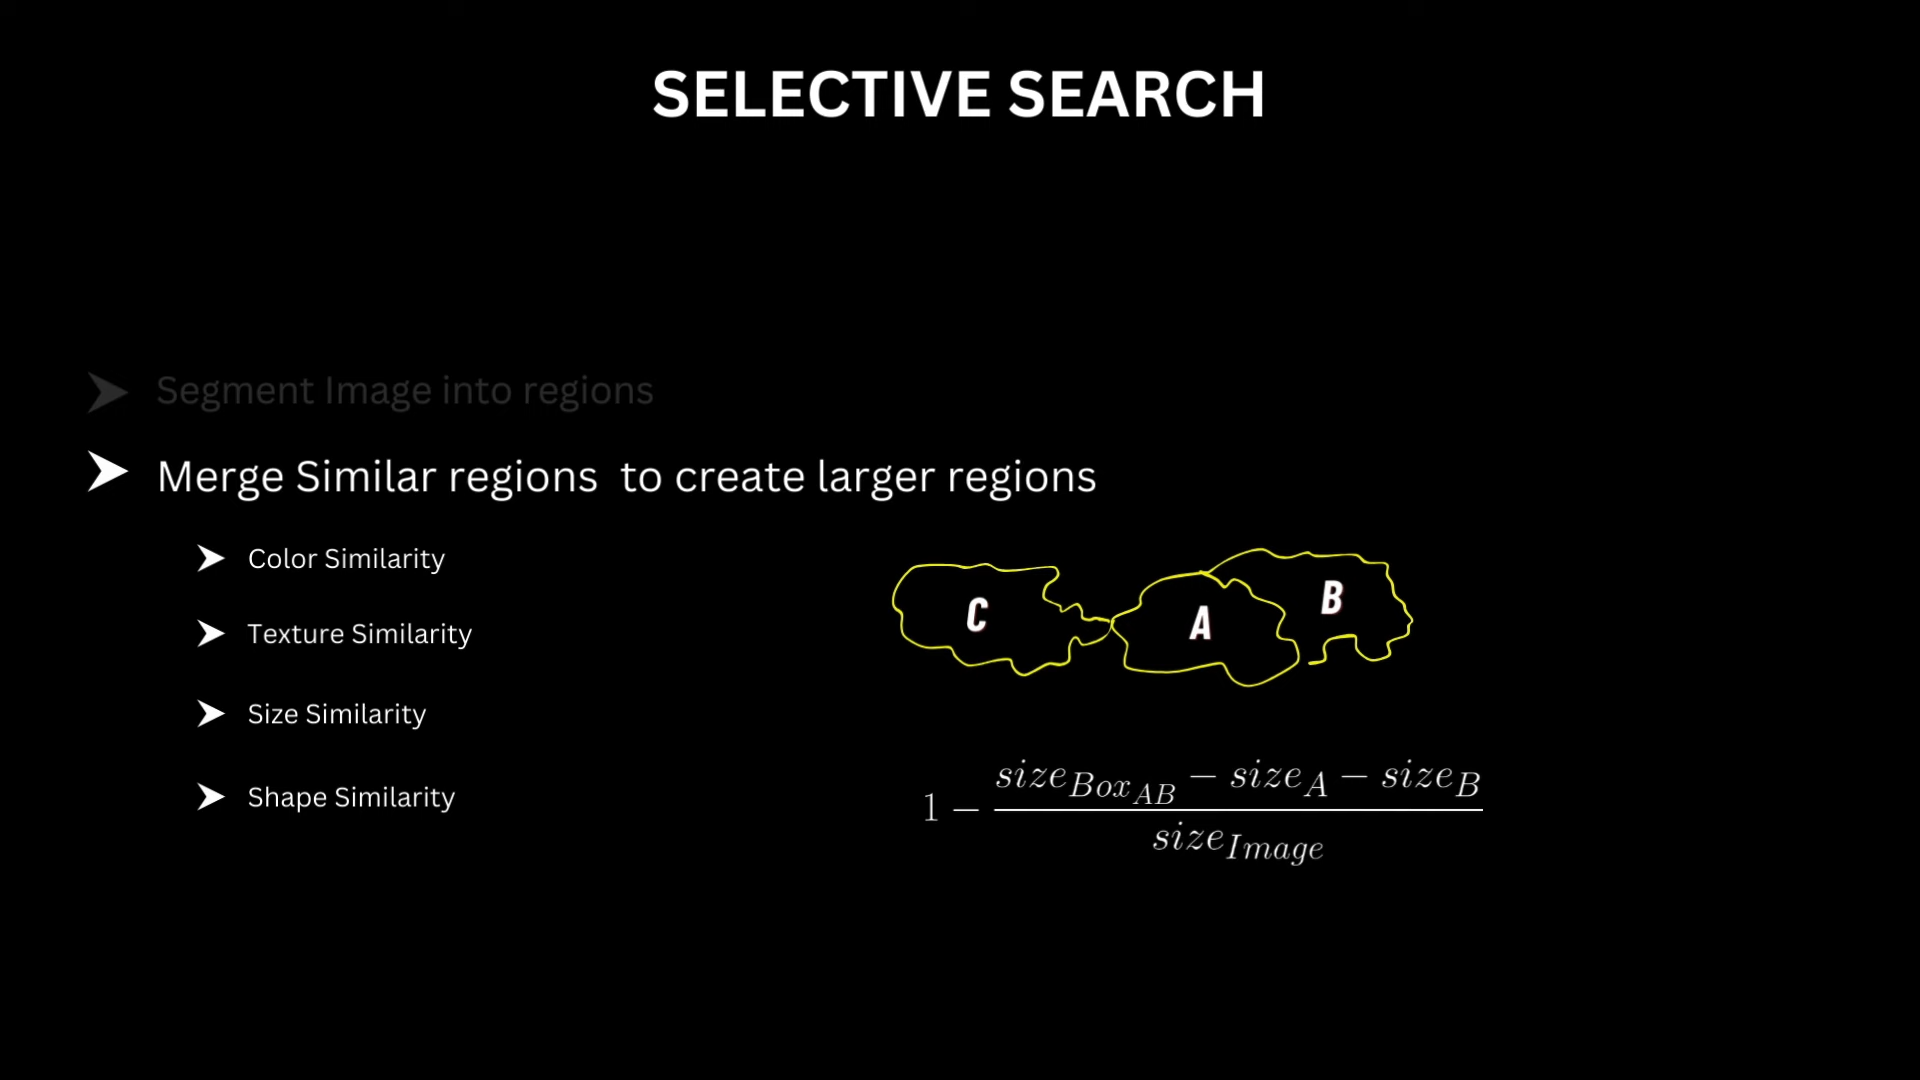 SELECTIVE SEARCH
Segment Image into regions
Merge Similar regions to create larger regions
Color Similarity
Texture Similarity
Size Similarity
Shape Similarity
C A B
1 − \frac{size_{Box_{AB}} − size_A − size_B}{size_{Image}}